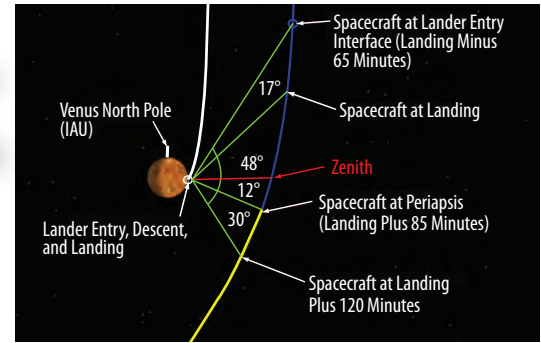 Spacecraft at Lander Entry
Interface (Landing Minus
65 Minutes)
17°
Spacecraft at Landing
Venus North Pole
(IAU)
48°
Zenith
12°
Spacecraft at Periapsis
(Landing Plus 85 Minutes)
30°
Lander Entry, Descent,
and Landing
Spacecraft at Landing
Plus 120 Minutes